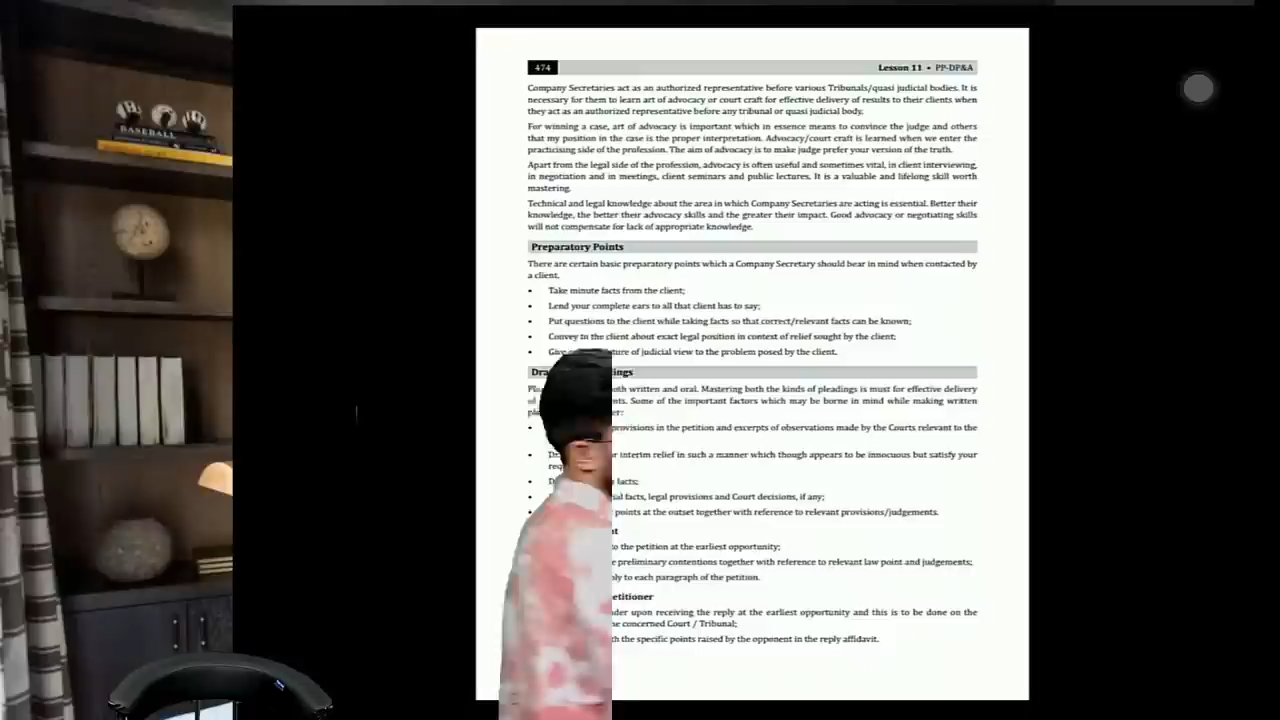 BASEBALL
474
Lesson 11 • PP-DP&A
Company Secretaries act as an authorized representative before various Tribunals/quasi judicial bodies. It is
necessary for them to learn art of advocacy or court craft for effective delivery of results to their clients when
they act as an authorized representative before any tribunal or quasi judicial body.
For winning a case, art of advocacy is important which in essence means to convince the judge and others
that my position in the case is the proper interpretation. Advocacy/court craft is learned when we enter the
practicising side of the profession. The aim of advocacy is to make judge prefer your version of the truth.
Apart from the legal side of the profession, advocacy is often useful and sometimes vital, in client interviewing,
in negotiation and in meetings, client seminars and public lectures. It is a valuable and lifelong skill worth
mastering.
Technical and legal knowledge about the area in which Company Secretaries are acting is essential. Better their
knowledge, the better their advocacy skills and the greater their impact. Good advocacy or negotiating skills
will not compensate for lack of appropriate knowledge.
Preparatory Points
There are certain basic preparatory points which a Company Secretary should bear in mind when contacted by
a client.
• Take minute facts from the client;
• Lend your complete ears to all that client has to say;
• Put questions to the client while taking facts so that correct/relevant facts can be known;
• Convey to the client about exact legal position in context of relief sought by the client;
• of judicial view to the problem posed by the client.
written and oral. Mastering both the kinds of pleadings is must for effective delivery
of Some of the important factors which may be borne in mind while making written
• provisions in the petition and excerpts of observations made by the Courts relevant to the
• interim relief in such a manner which though appears to be innocuous but satisfy your
• facts;
facts, legal provisions and Court decisions, if any;
points at the outset together with reference to relevant provisions/judgements.
to the petition at the earliest opportunity;
preliminary contentions together with reference to relevant law point and judgements;
to each paragraph of the petition.
upon receiving the reply at the earliest opportunity and this is to be done on the
concerned Court / Tribunal;
the specific points raised by the opponent in the reply affidavit.